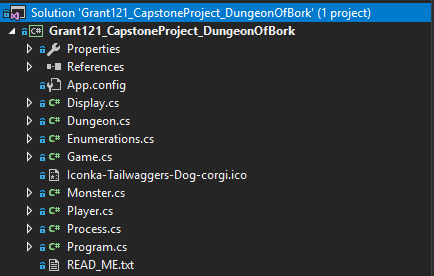 Solution 'Grant121_CapstoneProject_DungeonOfBork' (1 project)
C# Grant121_CapstoneProject_DungeonOfBork
Properties
References
App.config
C# Display.cs
C# Dungeon.cs
C# Enumerations.cs
C# Game.cs
Iconka-Tailwaggers-Dog-corgi.ico
C# Monster.cs
C# Player.cs
C# Process.cs
C# Program.cs
READ_ME.txt